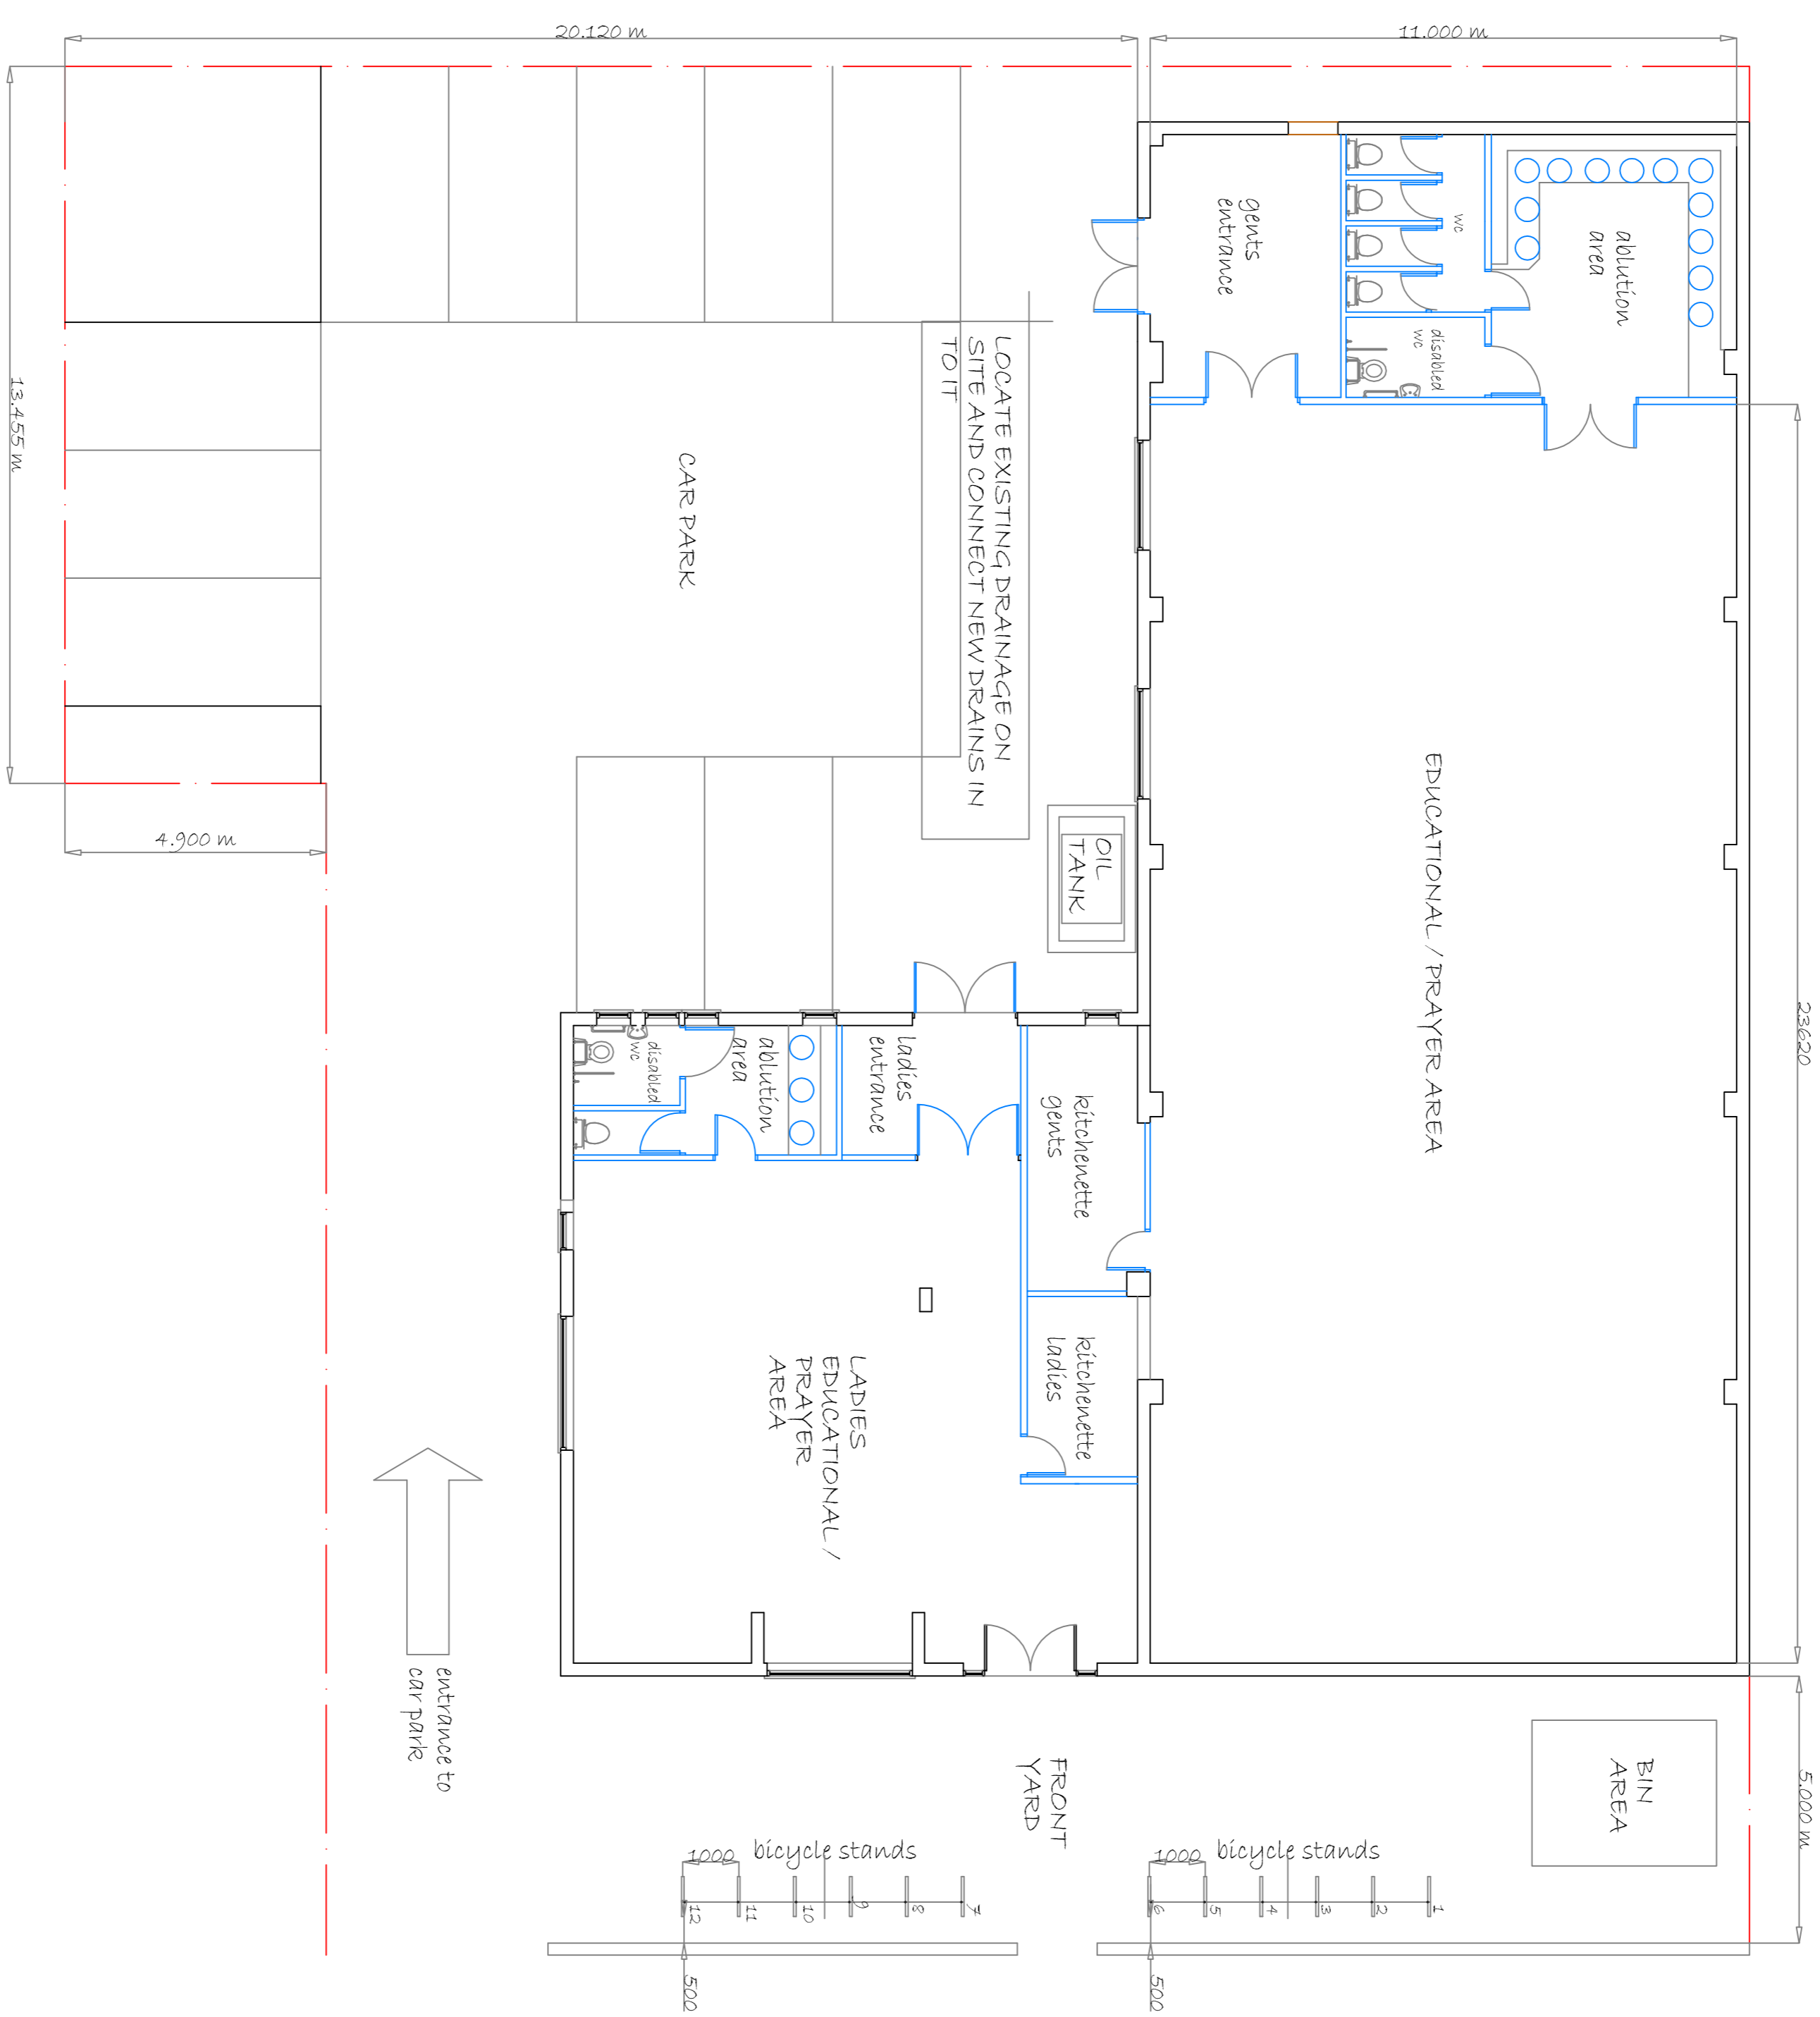 20.120 m
11.000 m
13.455 m
4.900 m
23620
5.000 m
gents
entrance
wc
ablution
area
disabled
wc
LOCATE EXISTING DRAINAGE ON
SITE AND CONNECT NEW DRAINS IN
TO IT
CAR PARK
EDUCATIONAL / PRAYER AREA
OIL
TANK
disabled
wc
ablution
area
ladies
entrance
kitchenette
gents
kitchenette
ladies
LADIES
EDUCATIONAL /
PRAYER
AREA
entrance to
car park
FRONT
YARD
BIN
AREA
bicycle stands
1000
12
11
10
9
8
7
500
bicycle stands
1000
6
5
4
3
2
1
500